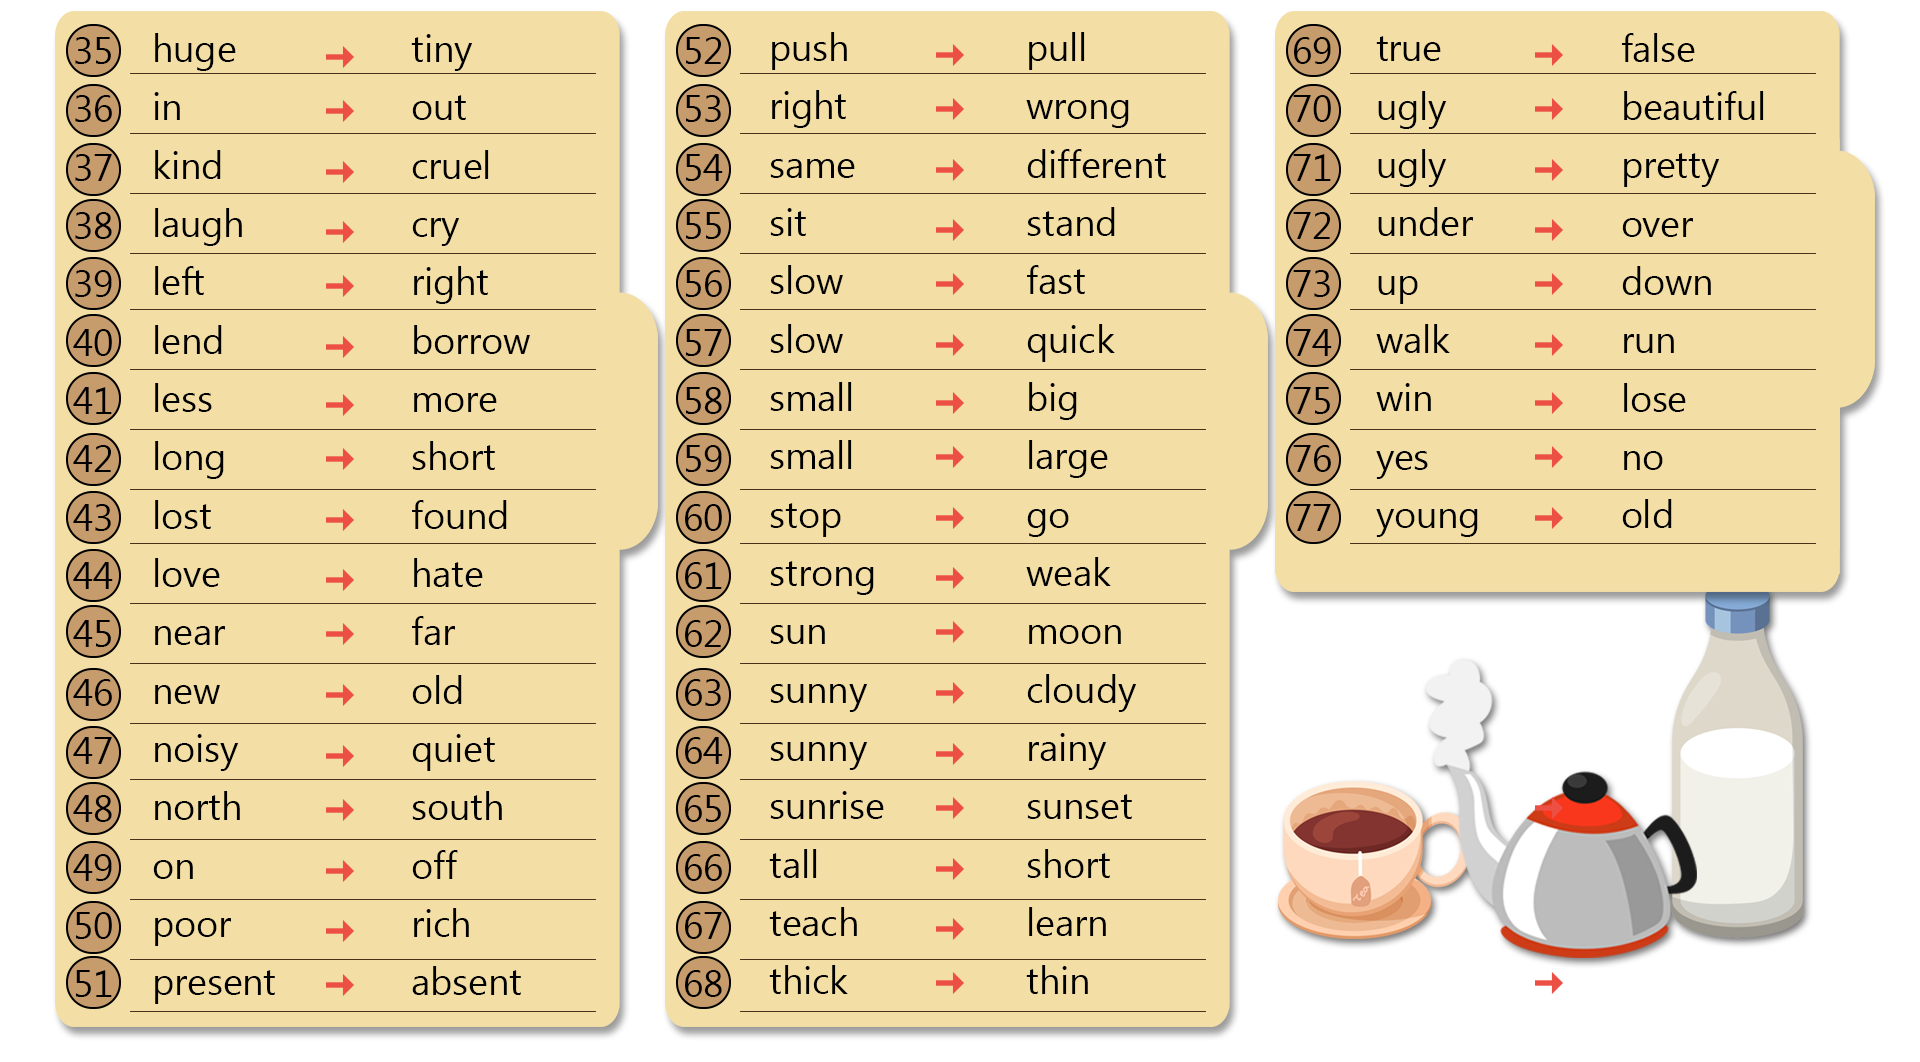 35 huge → tiny
36 in → out
37 kind → cruel
38 laugh → cry
39 left → right
40 lend → borrow
41 less → more
42 long → short
43 lost → found
44 love → hate
45 near → far
46 new → old
47 noisy → quiet
48 north → south
49 on → off
50 poor → rich
51 present → absent
52 push → pull
53 right → wrong
54 same → different
55 sit → stand
56 slow → fast
57 slow → quick
58 small → big
59 small → large
60 stop → go
61 strong → weak
62 sun → moon
63 sunny → cloudy
64 sunny → rainy
65 sunrise → sunset
66 tall → short
67 teach → learn
68 thick → thin
69 true → false
70 ugly → beautiful
71 ugly → pretty
72 under → over
73 up → down
74 walk → run
75 win → lose
76 yes → no
77 young → old
Tea